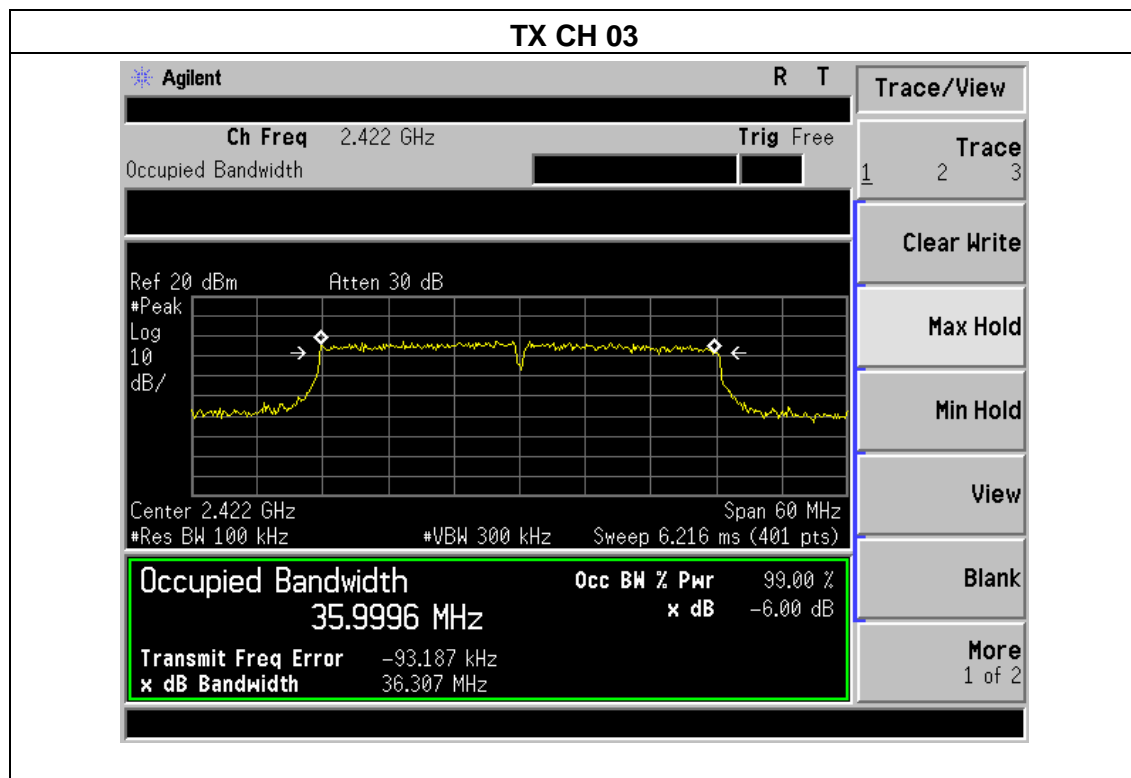 TX CH 03
Agilent R T
Ch Freq 2.422 GHz Trig Free
Occupied Bandwidth
Ref 20 dBm Atten 30 dB
#Peak
Log
10
dB/
Center 2.422 GHz Span 60 MHz
#Res BW 100 kHz #VBW 300 kHz Sweep 6.216 ms (401 pts)
Occupied Bandwidth Occ BW % Pwr 99.00 %
35.9996 MHz x dB -6.00 dB
Transmit Freq Error -93.187 kHz
x dB Bandwidth 36.307 MHz
Trace/View
Trace
1 2 3
Clear Write
Max Hold
Min Hold
View
Blank
More
1 of 2